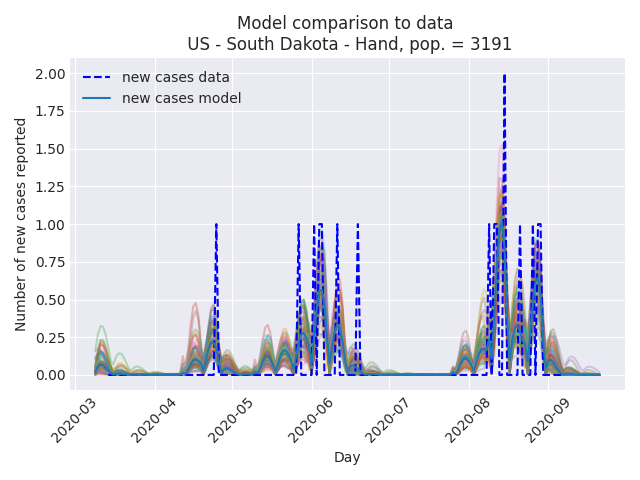 Model comparison to data
US - South Dakota - Hand, pop. = 3191
new cases data
new cases model
Number of new cases reported
2.00
1.75
1.50
1.25
1.00
0.75
0.50
0.25
0.00
2020-03
2020-04
2020-05
2020-06
2020-07
2020-08
2020-09
Day